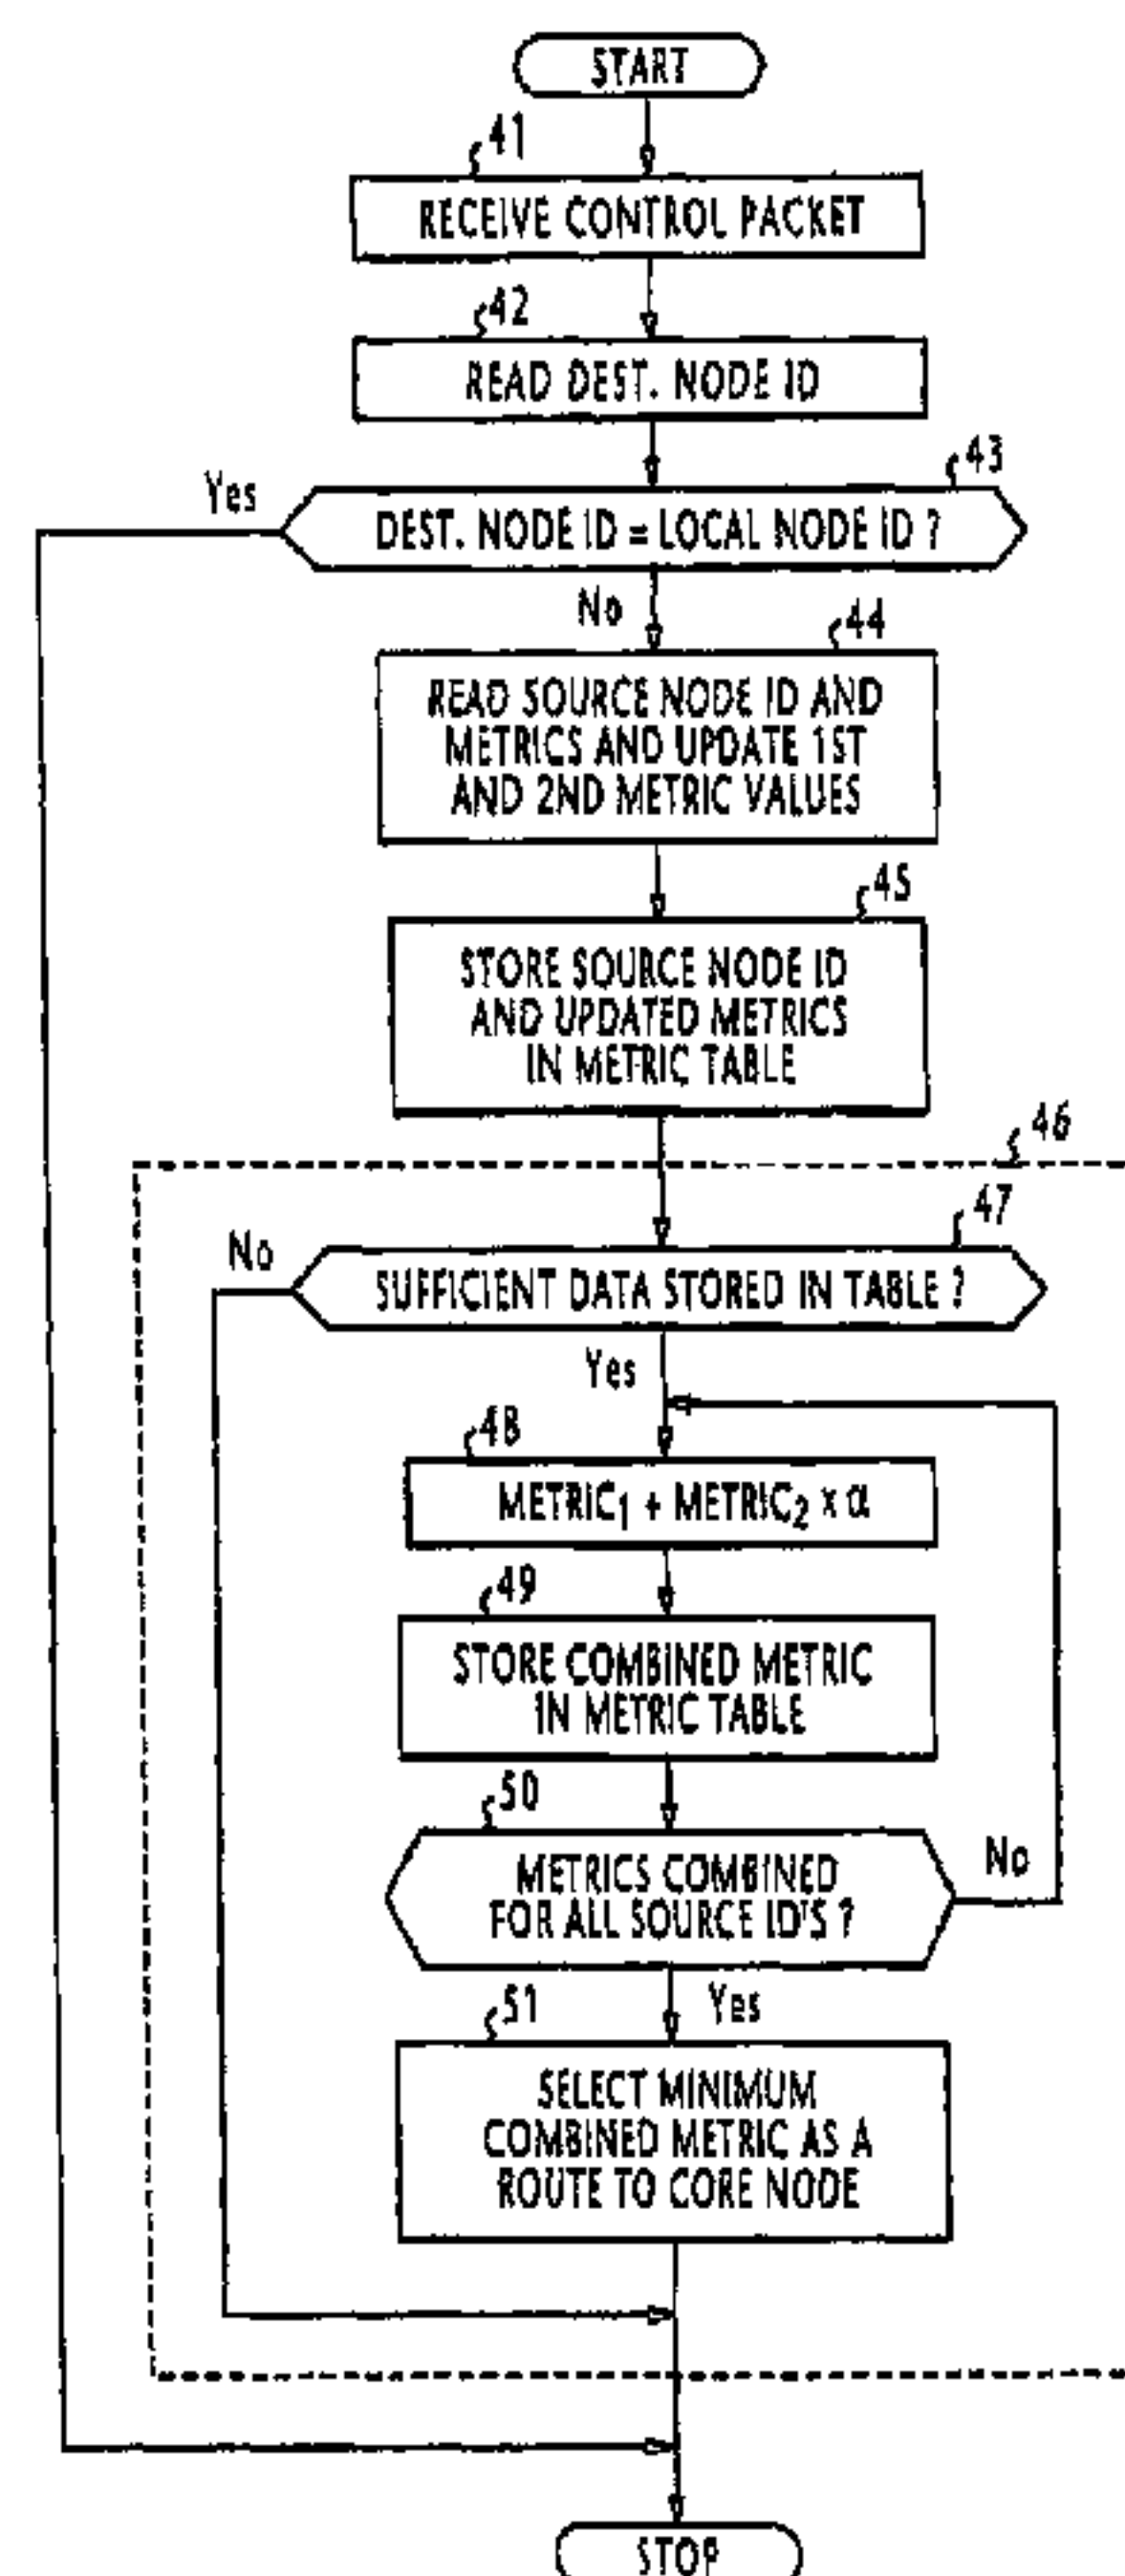 START
41
RECEIVE CONTROL PACKET
42
READ DEST. NODE ID
43
Yes
DEST. NODE ID = LOCAL NODE ID ?
No
44
READ SOURCE NODE ID AND
METRICS AND UPDATE 1ST
AND 2ND METRIC VALUES
45
STORE SOURCE NODE ID
AND UPDATED METRICS
IN METRIC TABLE
46
47
No
SUFFICIENT DATA STORED IN TABLE ?
Yes
48
METRIC1 + METRIC2 x α
49
STORE COMBINED METRIC
IN METRIC TABLE
50
METRICS COMBINED
FOR ALL SOURCE ID'S ?
No
Yes
51
SELECT MINIMUM
COMBINED METRIC AS A
ROUTE TO CORE NODE
STOP